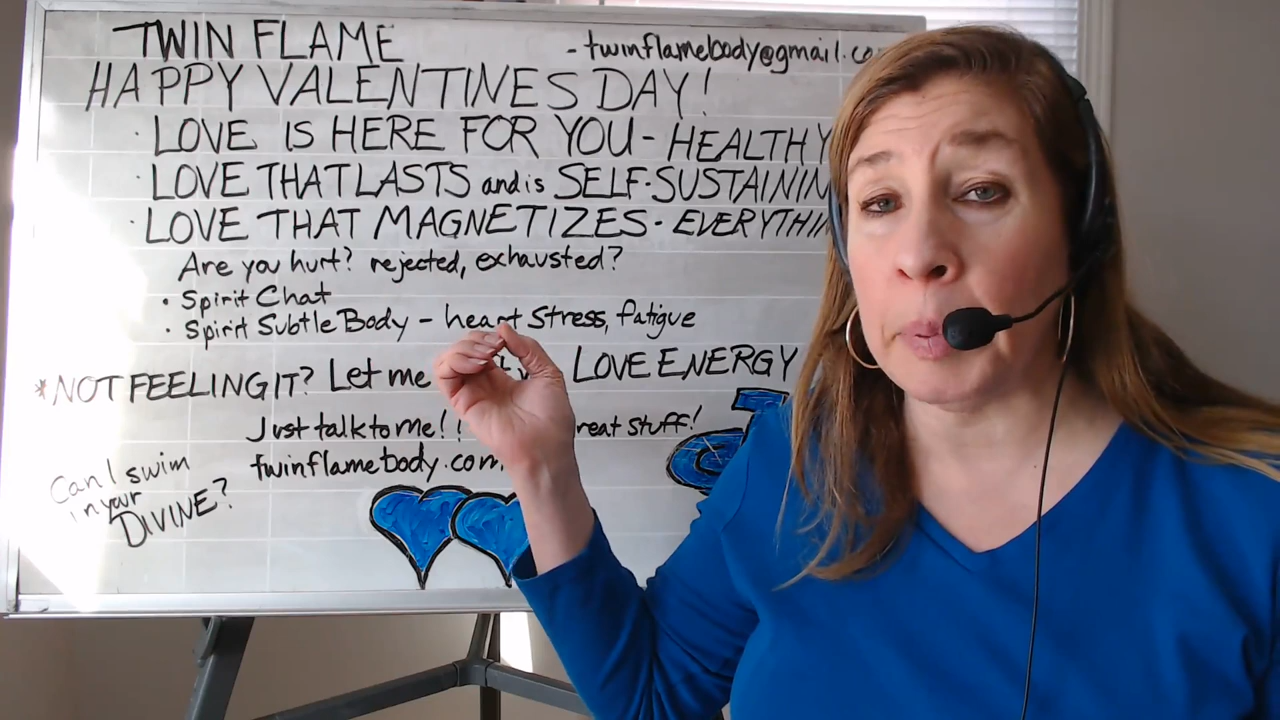 TWIN FLAME
- twinflamebody@gmail.co
HAPPY VALENTINES DAY!
· LOVE IS HERE FOR YOU - HEALTHY
· LOVE THAT LASTS and is SELF-SUSTAININ
· LOVE THAT MAGNETIZES - EVERYTHIN
Are you hurt? rejected, exhausted?
• Spirit Chat
• Spirit Subtle Body - heart Stress, fatigue
*NOT FEELING IT? Let me LOVE ENERGY
Just talk to me!! reat stuff!
twinflamebody.com
Can I swim
in your
DIVINE?